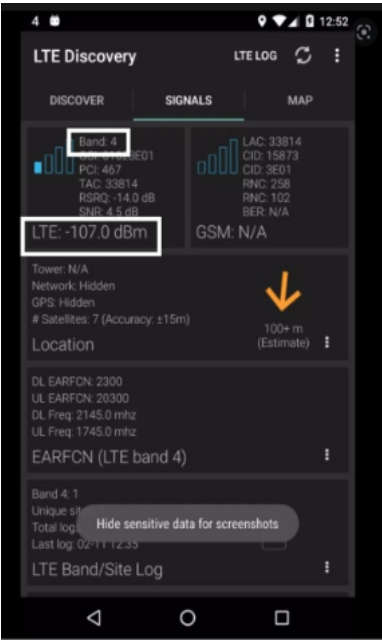 4 12:52
LTE Discovery LTE LOG
DISCOVER SIGNALS MAP
Band: 4
PCI: 467
TAC: 33814
RSRQ: -14.0 dB
SNR: 4.5 dB
LTE: -107.0 dBm
LAC: 33814
CID: 15873
CID: 3E01
RNC: 258
RNC: 102
BER: N/A
GSM: N/A
Tower: N/A
Network: Hidden
GPS: Hidden
# Satellites: 7 (Accuracy: ±15m)
Location
100+ m
(Estimate)
DL EARFCN: 2300
UL EARFCN: 20300
DL Freq: 2145.0 mhz
UL Freq: 1745.0 mhz
EARFCN (LTE band 4)
Band 4: 1
Unique
Total
Hide sensitive data for screenshots
Last log: 02-11 12:35
LTE Band/Site Log